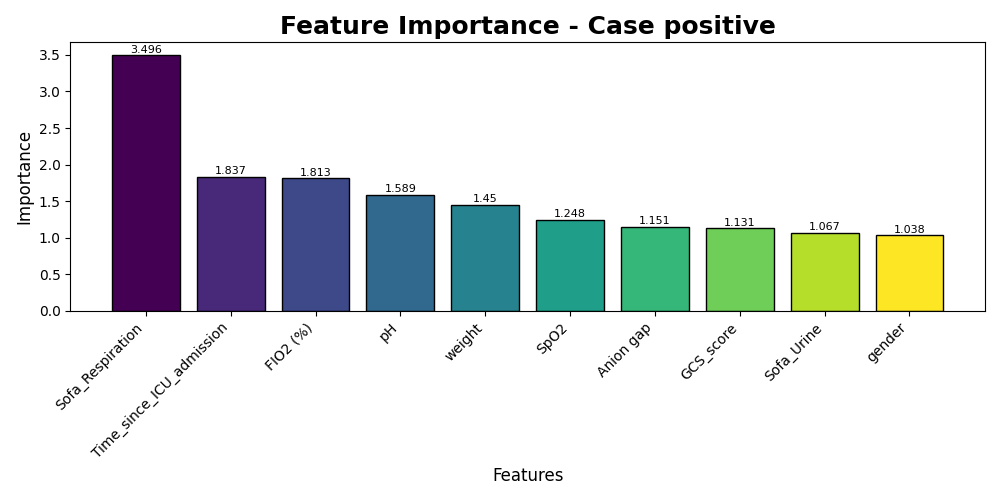 Feature Importance - Case positive
Importance
3.5
3.0
2.5
2.0
1.5
1.0
0.5
0.0
3.496
1.837
1.813
1.589
1.45
1.248
1.151
1.131
1.067
1.038
Sofa_Respiration
Time_since_ICU_admission
FIO2 (%)
pH
weight
SpO2
Anion gap
GCS_score
Sofa_Urine
gender
Features